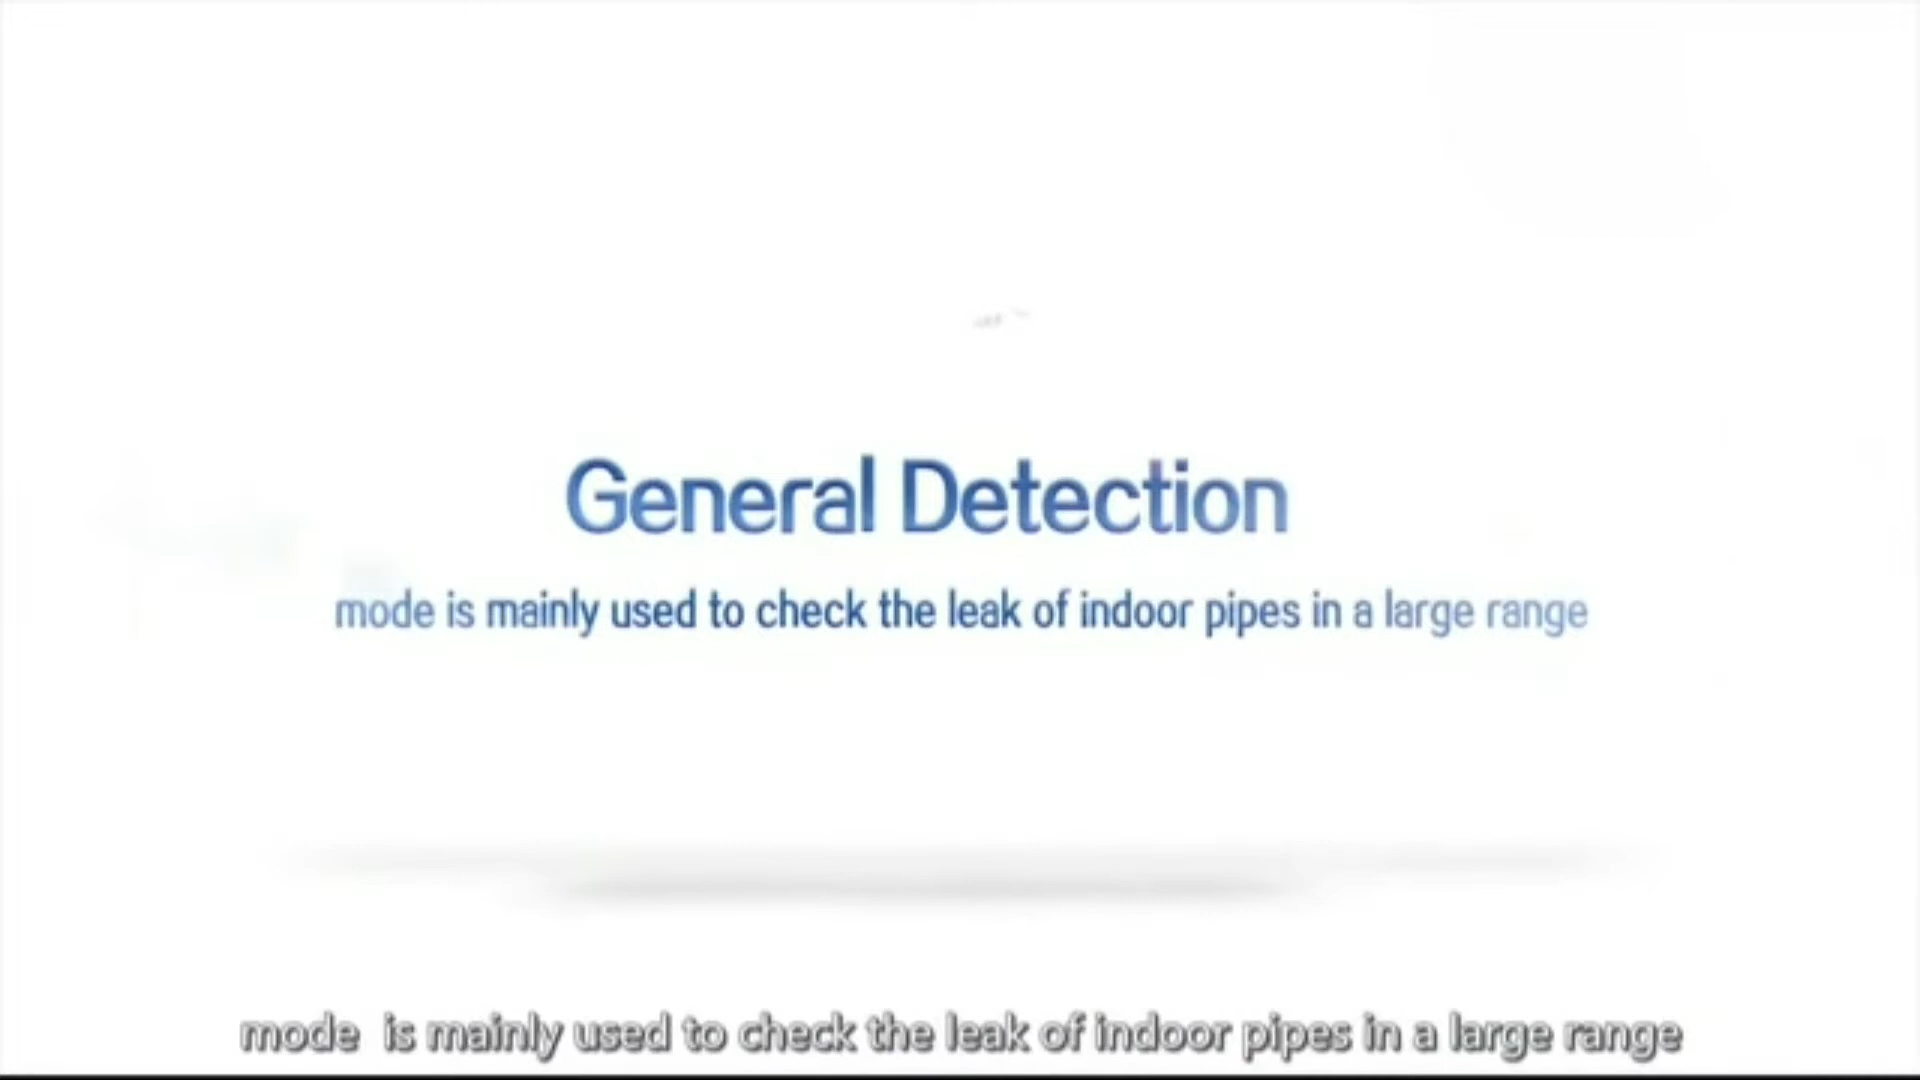 General Detection
mode is mainly used to check the leak of indoor pipes in a large range
mode is mainly used to check the leak of indoor pipes in a large range